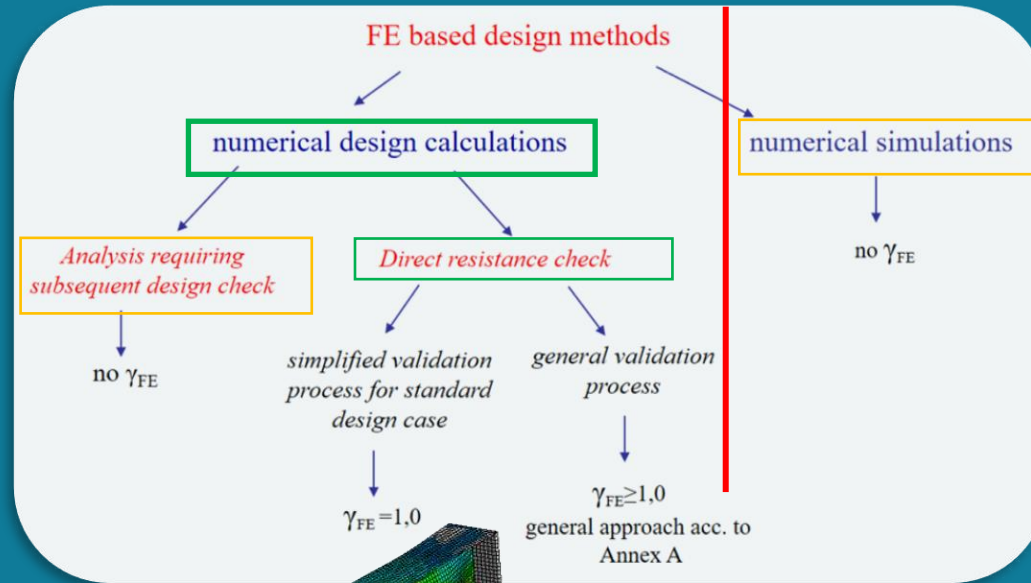 FE based design methods
numerical design calculations
numerical simulations
Analysis requiring
subsequent design check
Direct resistance check
no γFE
no γFE
simplified validation
process for standard
design case
general validation
process
γFE =1,0
γFE≥1,0
general approach acc. to
Annex A